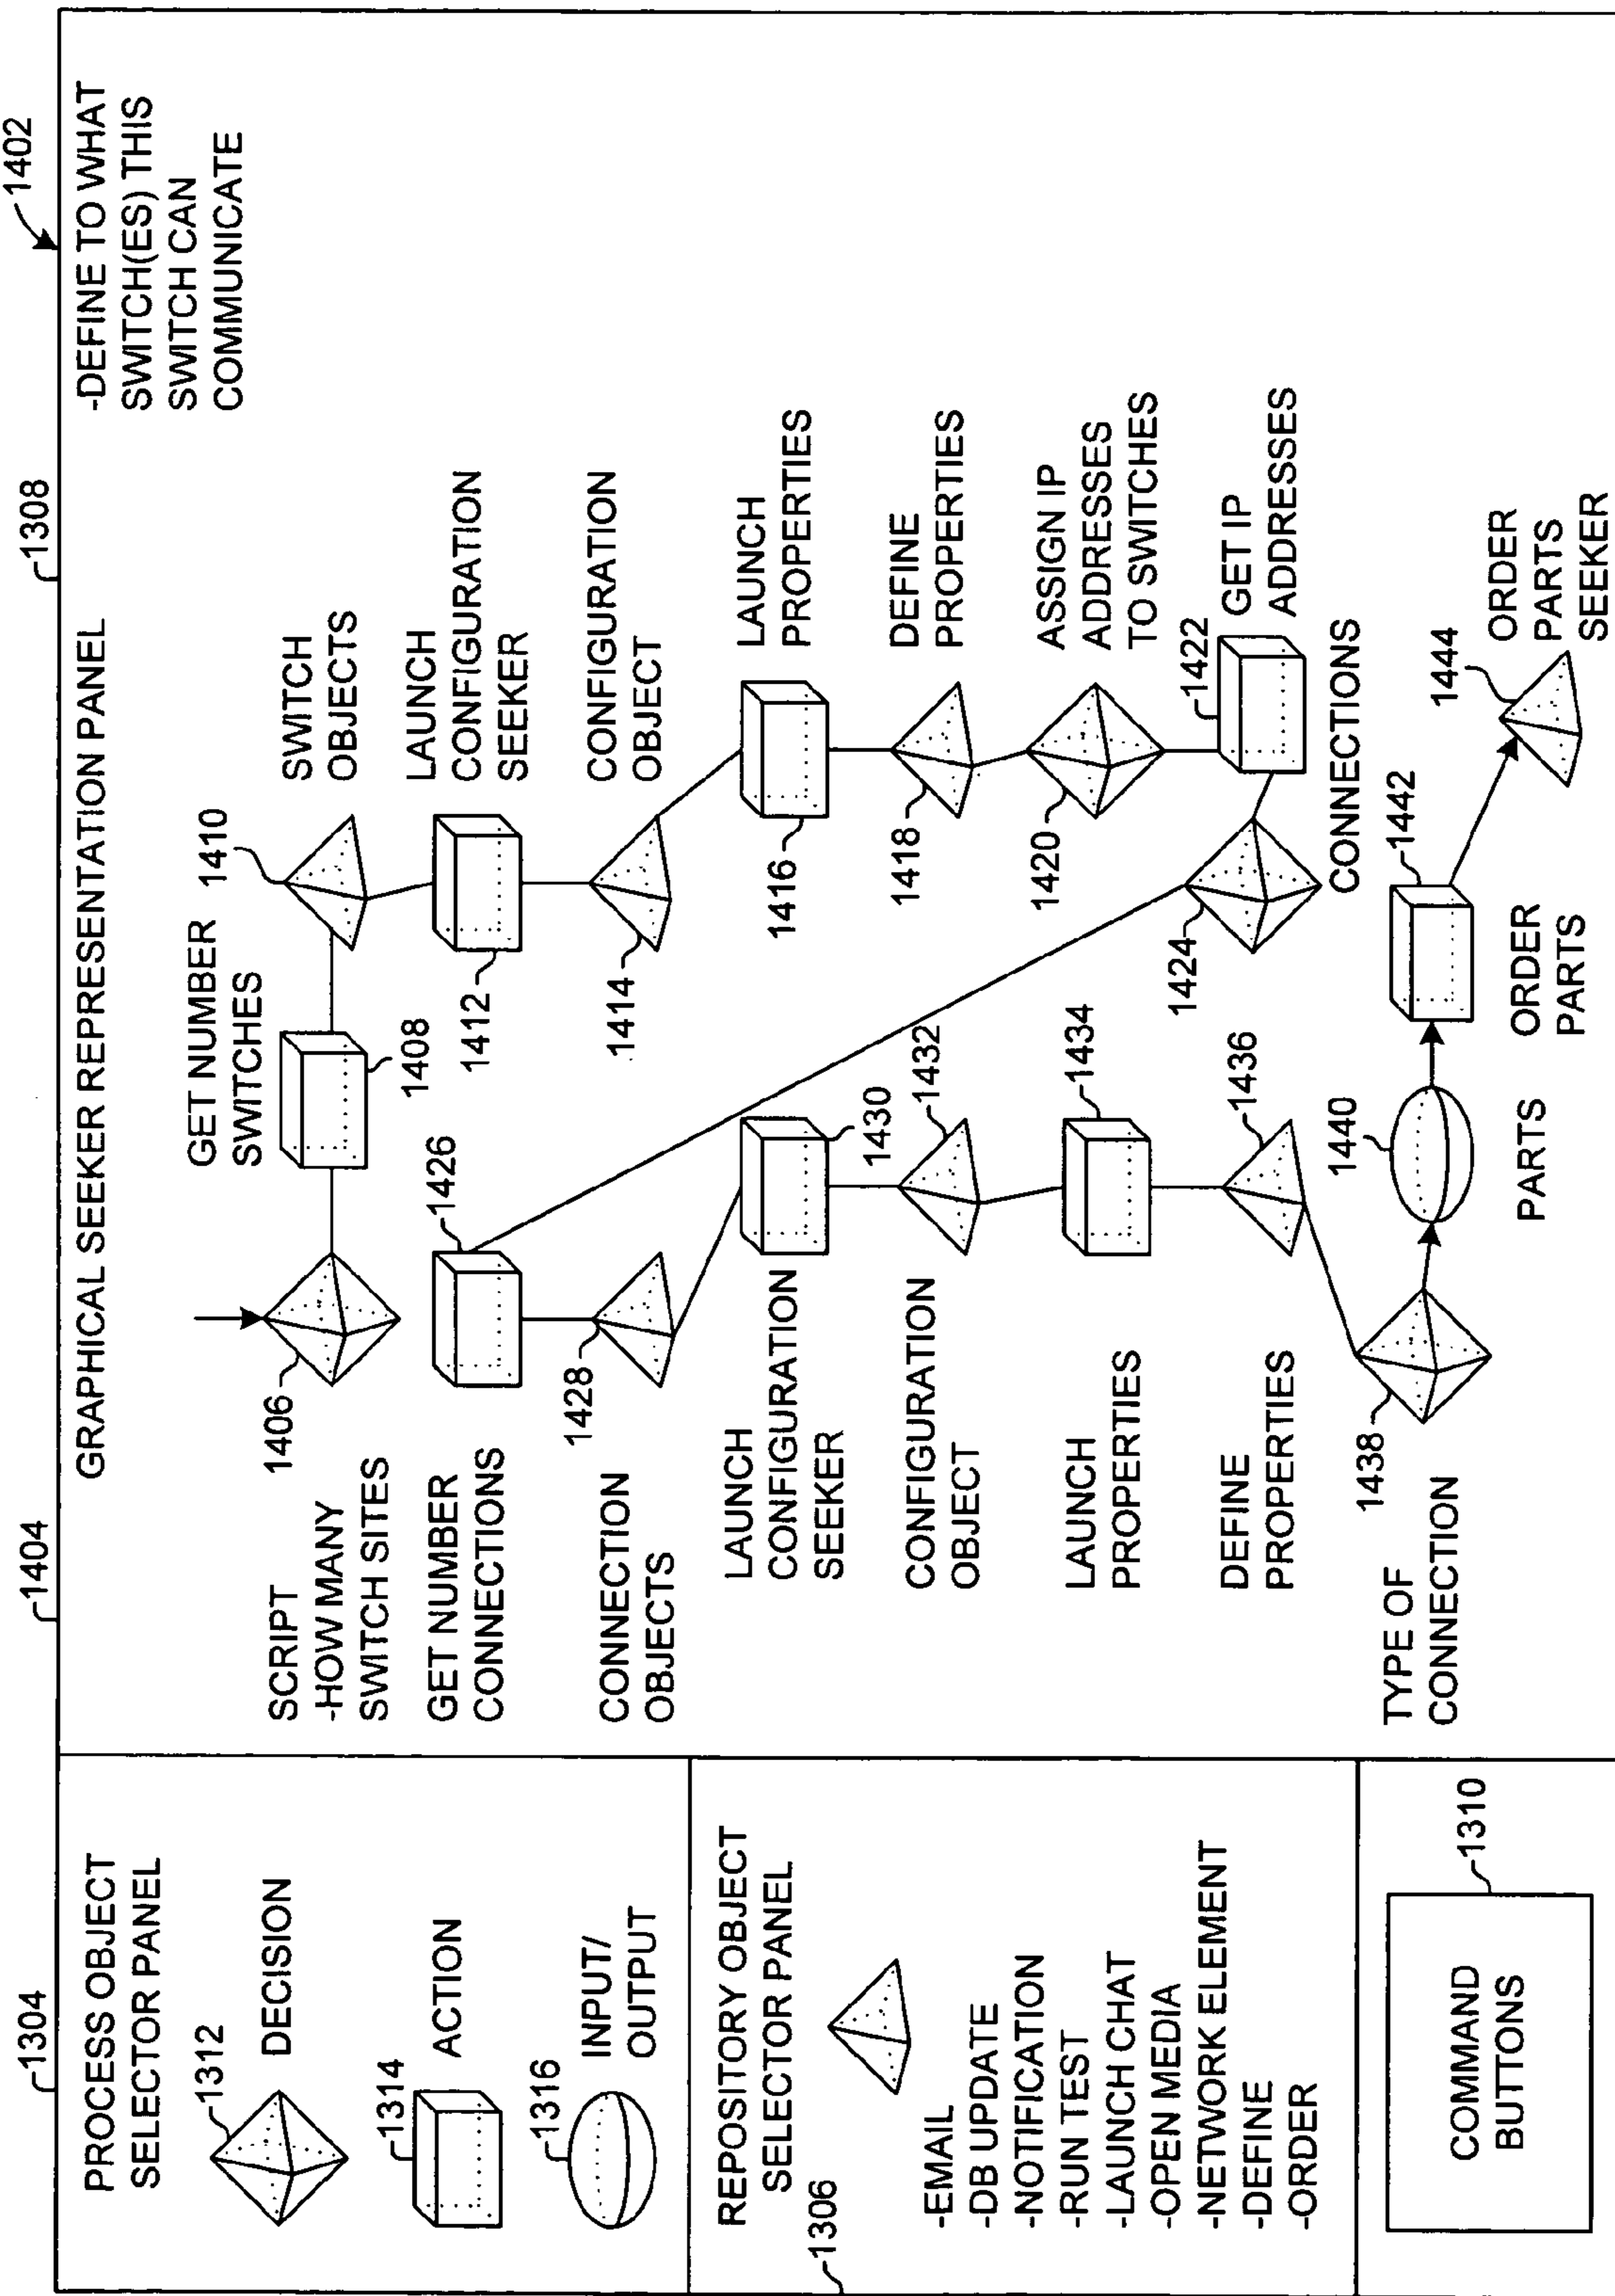 1304
1404
1308
1402
PROCESS OBJECT
SELECTOR PANEL
1312
DECISION
1314
ACTION
1316
INPUT/
OUTPUT
1306
REPOSITORY OBJECT
SELECTOR PANEL
-EMAIL
-DB UPDATE
-NOTIFICATION
-RUN TEST
-LAUNCH CHAT
-OPEN MEDIA
-NETWORK ELEMENT
-DEFINE
-ORDER
COMMAND
BUTTONS
1310
GRAPHICAL SEEKER REPRESENTATION PANEL
-DEFINE TO WHAT
SWITCH(ES) THIS
SWITCH CAN
COMMUNICATE
SCRIPT
-HOW MANY
SWITCH SITES
1406
GET NUMBER
SWITCHES
1408
1410
SWITCH
OBJECTS
LAUNCH
CONFIGURATION
SEEKER
1412
CONFIGURATION
OBJECT
1414
LAUNCH
PROPERTIES
1416
DEFINE
PROPERTIES
1418
ASSIGN IP
ADDRESSES
TO SWITCHES
1420
GET IP
ADDRESSES
1422
CONNECTIONS
1424
GET NUMBER
CONNECTIONS
1426
CONNECTION
OBJECTS
1428
LAUNCH
CONFIGURATION
SEEKER
1430
CONFIGURATION
OBJECT
1432
LAUNCH
PROPERTIES
1434
DEFINE
PROPERTIES
1436
TYPE OF
CONNECTION
1438
1440
PARTS
1442
ORDER
PARTS
1444
ORDER
PARTS
SEEKER